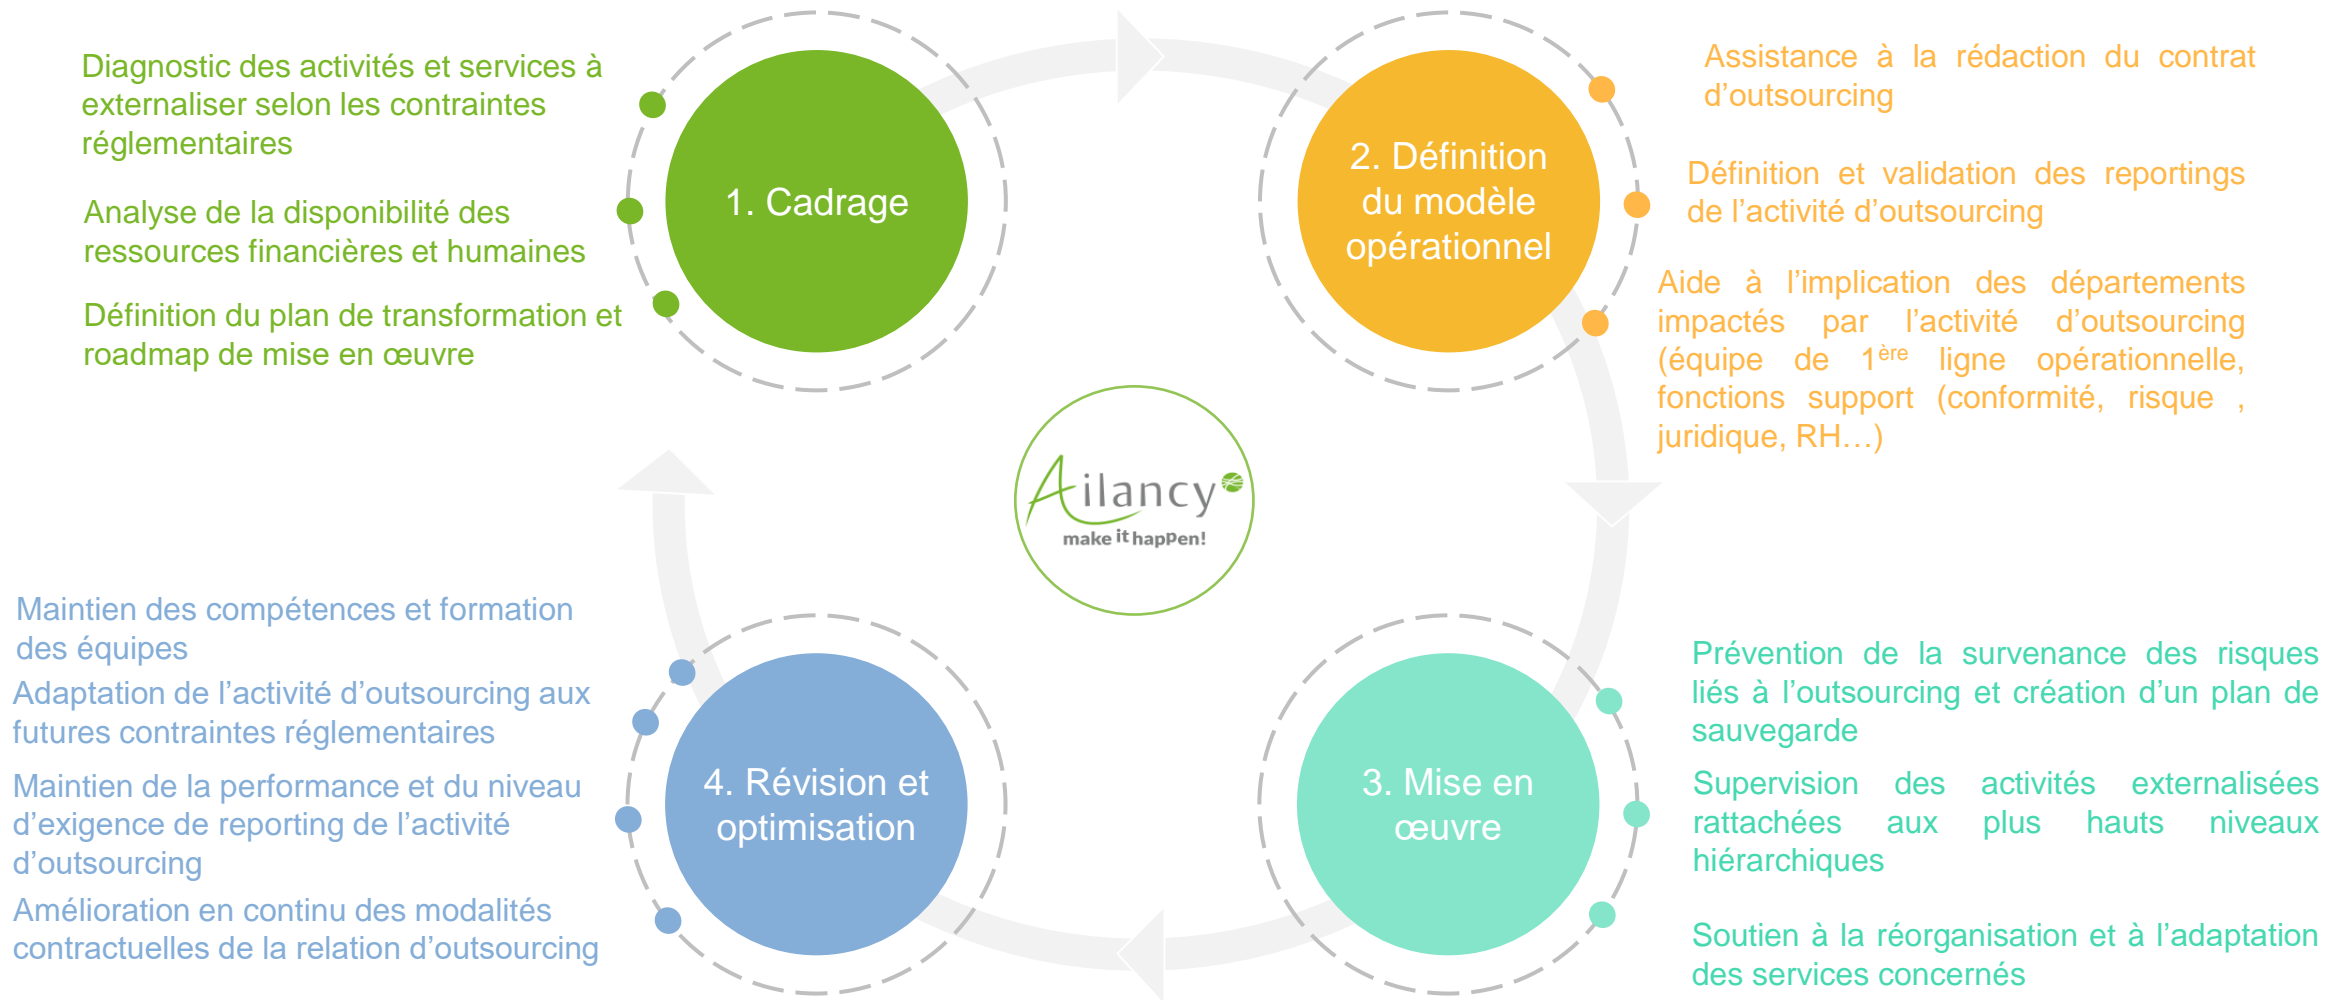 Diagnostic des activités et services à
externaliser selon les contraintes
réglementaires
Analyse de la disponibilité des
ressources financières et humaines
Définition du plan de transformation et
roadmap de mise en œuvre
1. Cadrage
2. Définition
du modèle
opérationnel
Assistance à la rédaction du contrat
d’outsourcing
Définition et validation des reportings
de l’activité d’outsourcing
Aide à l’implication des départements
impactés par l’activité d’outsourcing
(équipe de 1ère ligne opérationnelle,
fonctions support (conformité, risque ,
juridique, RH…)
Ailancy
make it happen!
Maintien des compétences et formation
des équipes
Adaptation de l’activité d’outsourcing aux
futures contraintes réglementaires
Maintien de la performance et du niveau
d’exigence de reporting de l’activité
d’outsourcing
Amélioration en continu des modalités
contractuelles de la relation d’outsourcing
4. Révision et
optimisation
3. Mise en
œuvre
Prévention de la survenance des risques
liés à l’outsourcing et création d’un plan de
sauvegarde
Supervision des activités externalisées
rattachées aux plus hauts niveaux
hiérarchiques
Soutien à la réorganisation et à l’adaptation
des services concernés